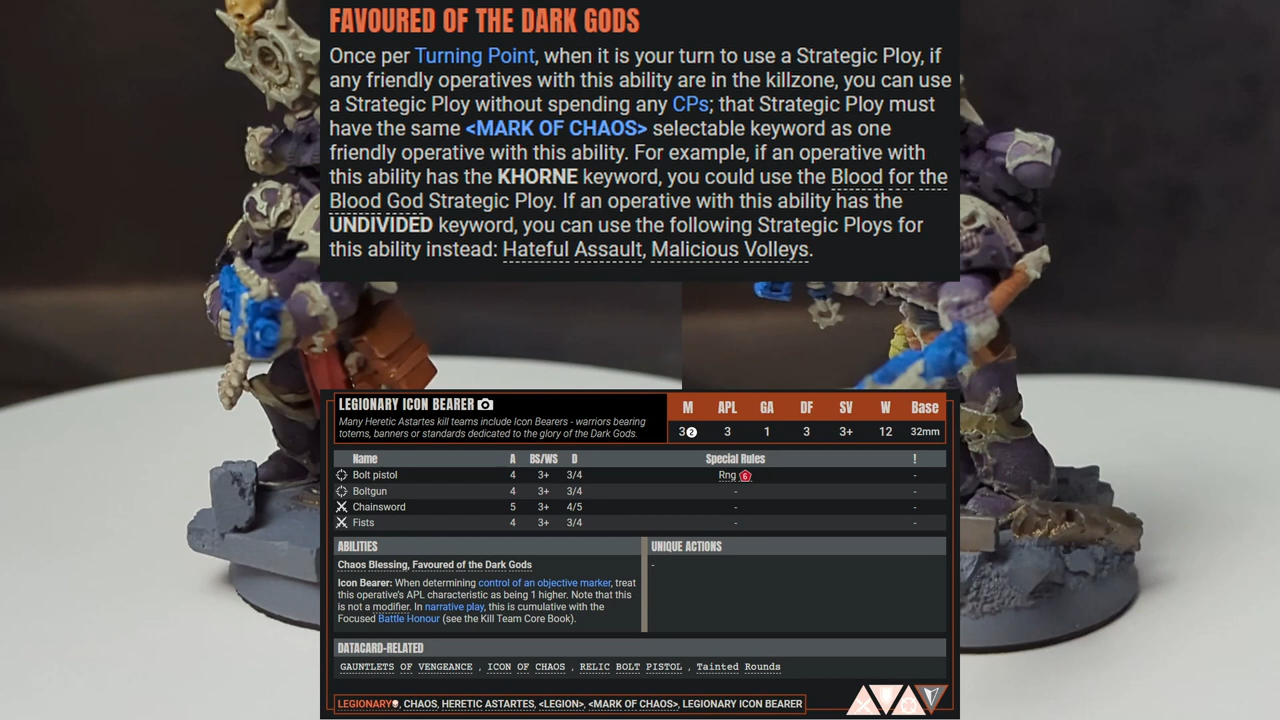 FAVOURED OF THE DARK GODS
Once per Turning Point, when it is your turn to use a Strategic Ploy, if
any friendly operatives with this ability are in the killzone, you can use
a Strategic Ploy without spending any CPs; that Strategic Ploy must
have the same <MARK OF CHAOS> selectable keyword as one
friendly operative with this ability. For example, if an operative with
this ability has the KHORNE keyword, you could use the Blood for the
Blood God Strategic Ploy. If an operative with this ability has the
UNDIVIDED keyword, you can use the following Strategic Ploys for
this ability instead: Hateful Assault, Malicious Volleys.
LEGIONARY ICON BEARER
Many Heretic Astartes kill teams include Icon Bearers - warriors bearing
totems, banners or standards dedicated to the glory of the Dark Gods.
M APL GA DF SV W Base
3 2 3 1 3 3+ 12 32mm
Name A BS/WS D Special Rules !
Bolt pistol 4 3+ 3/4 Rng 6 -
Boltgun 4 3+ 3/4 - -
Chainsword 5 3+ 4/5 - -
Fists 4 3+ 3/4 - -
ABILITIES
Chaos Blessing, Favoured of the Dark Gods
Icon Bearer: When determining control of an objective marker, treat
this operative's APL characteristic as being 1 higher. Note that this
is not a modifier. In narrative play, this is cumulative with the
Focused Battle Honour (see the Kill Team Core Book).
UNIQUE ACTIONS
-
DATACARD-RELATED
GAUNTLETS OF VENGEANCE , ICON OF CHAOS , RELIC BOLT PISTOL , Tainted Rounds
LEGIONARY, CHAOS, HERETIC ASTARTES, <LEGION>, <MARK OF CHAOS>, LEGIONARY ICON BEARER